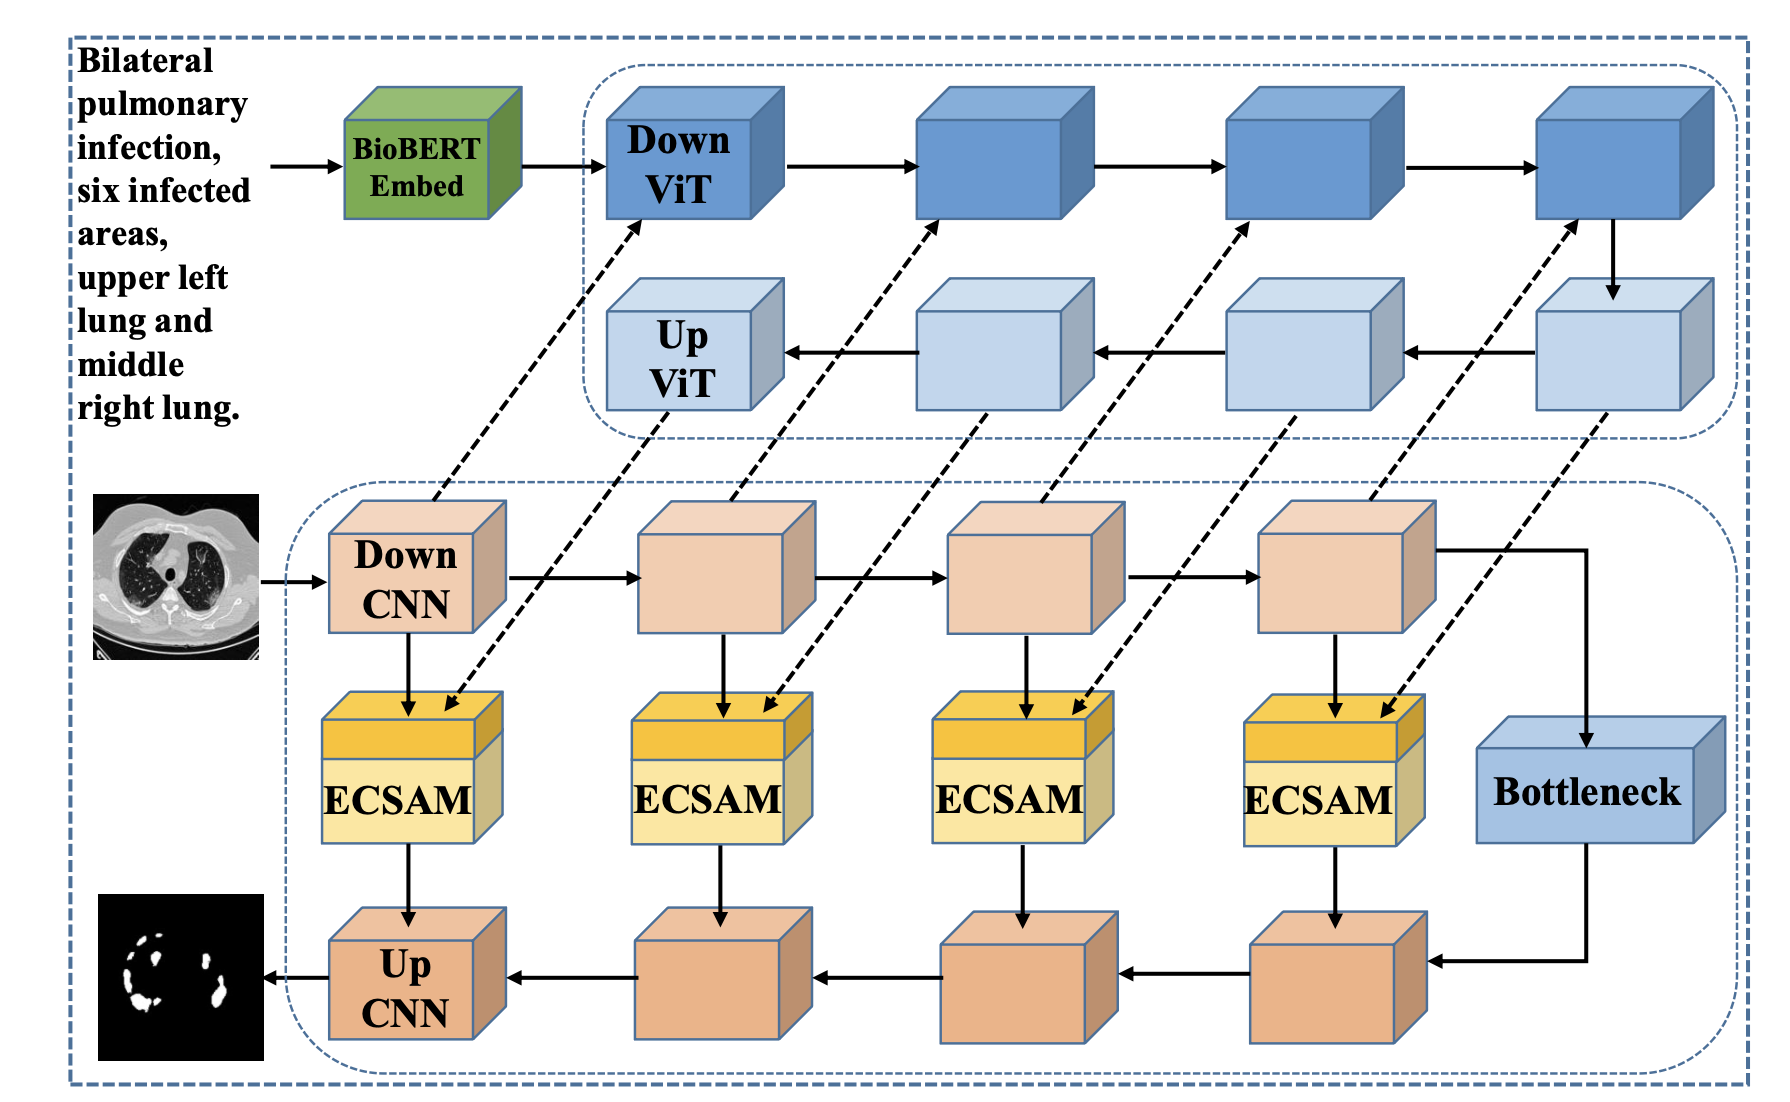 Bilateral
pulmonary
infection,
six infected
areas,
upper left
lung and
middle
right lung.
BioBERT
Embed
Down
ViT
Up
ViT
Down
CNN
ECSAM
ECSAM
ECSAM
ECSAM
Bottleneck
Up
CNN